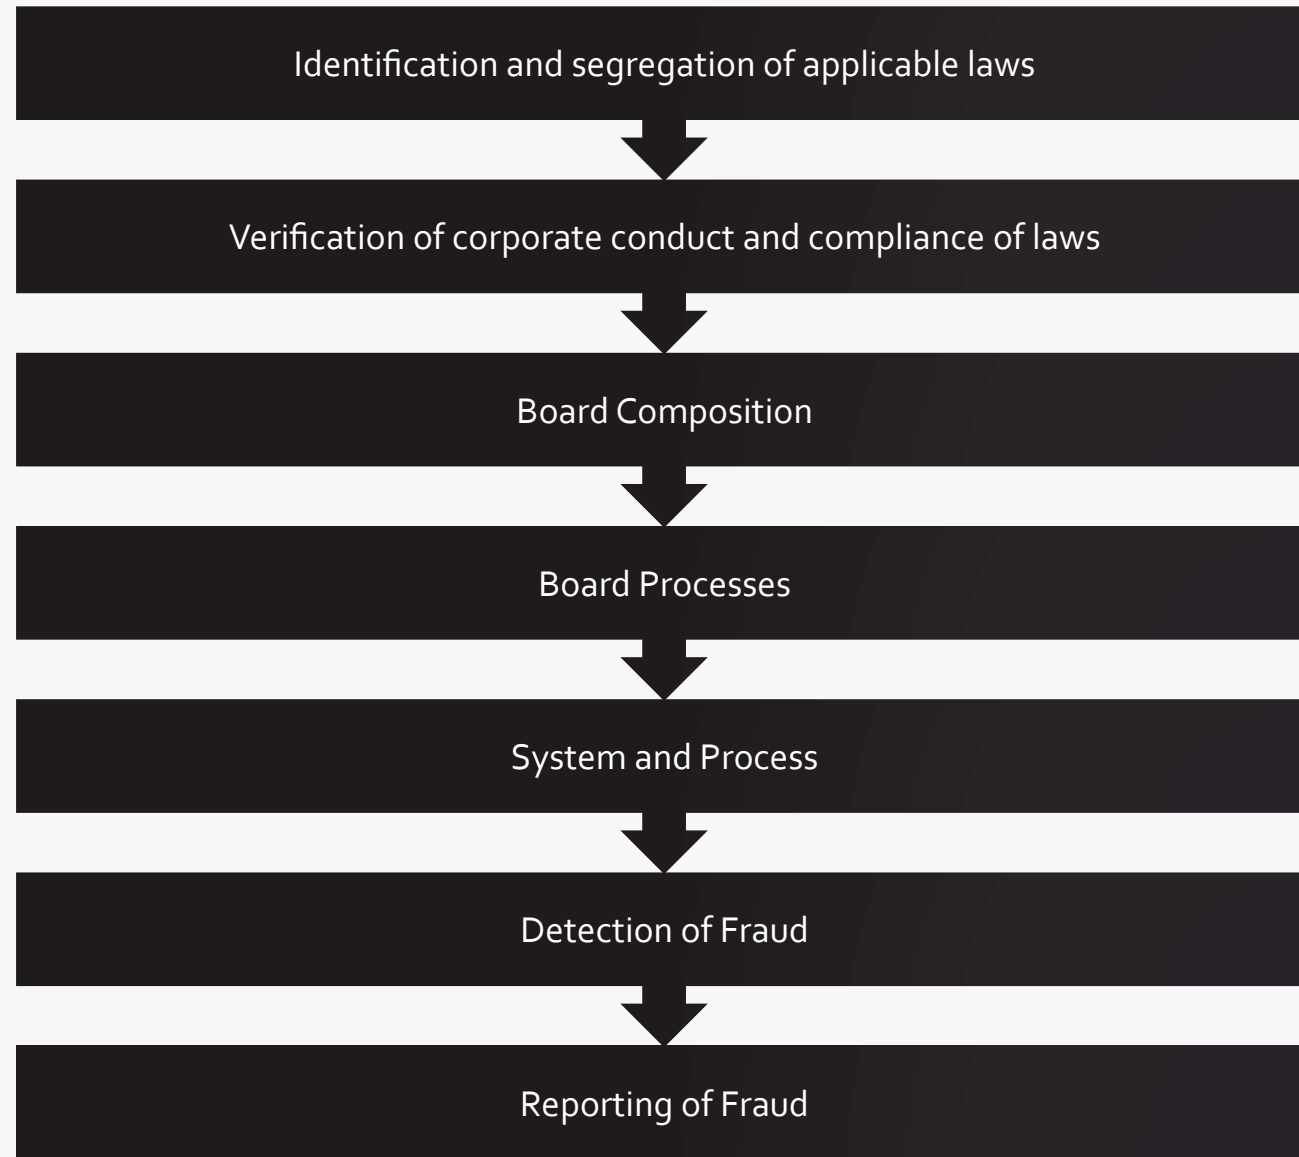 Identification and segregation of applicable laws
Verification of corporate conduct and compliance of laws
Board Composition
Board Processes
System and Process
Detection of Fraud
Reporting of Fraud